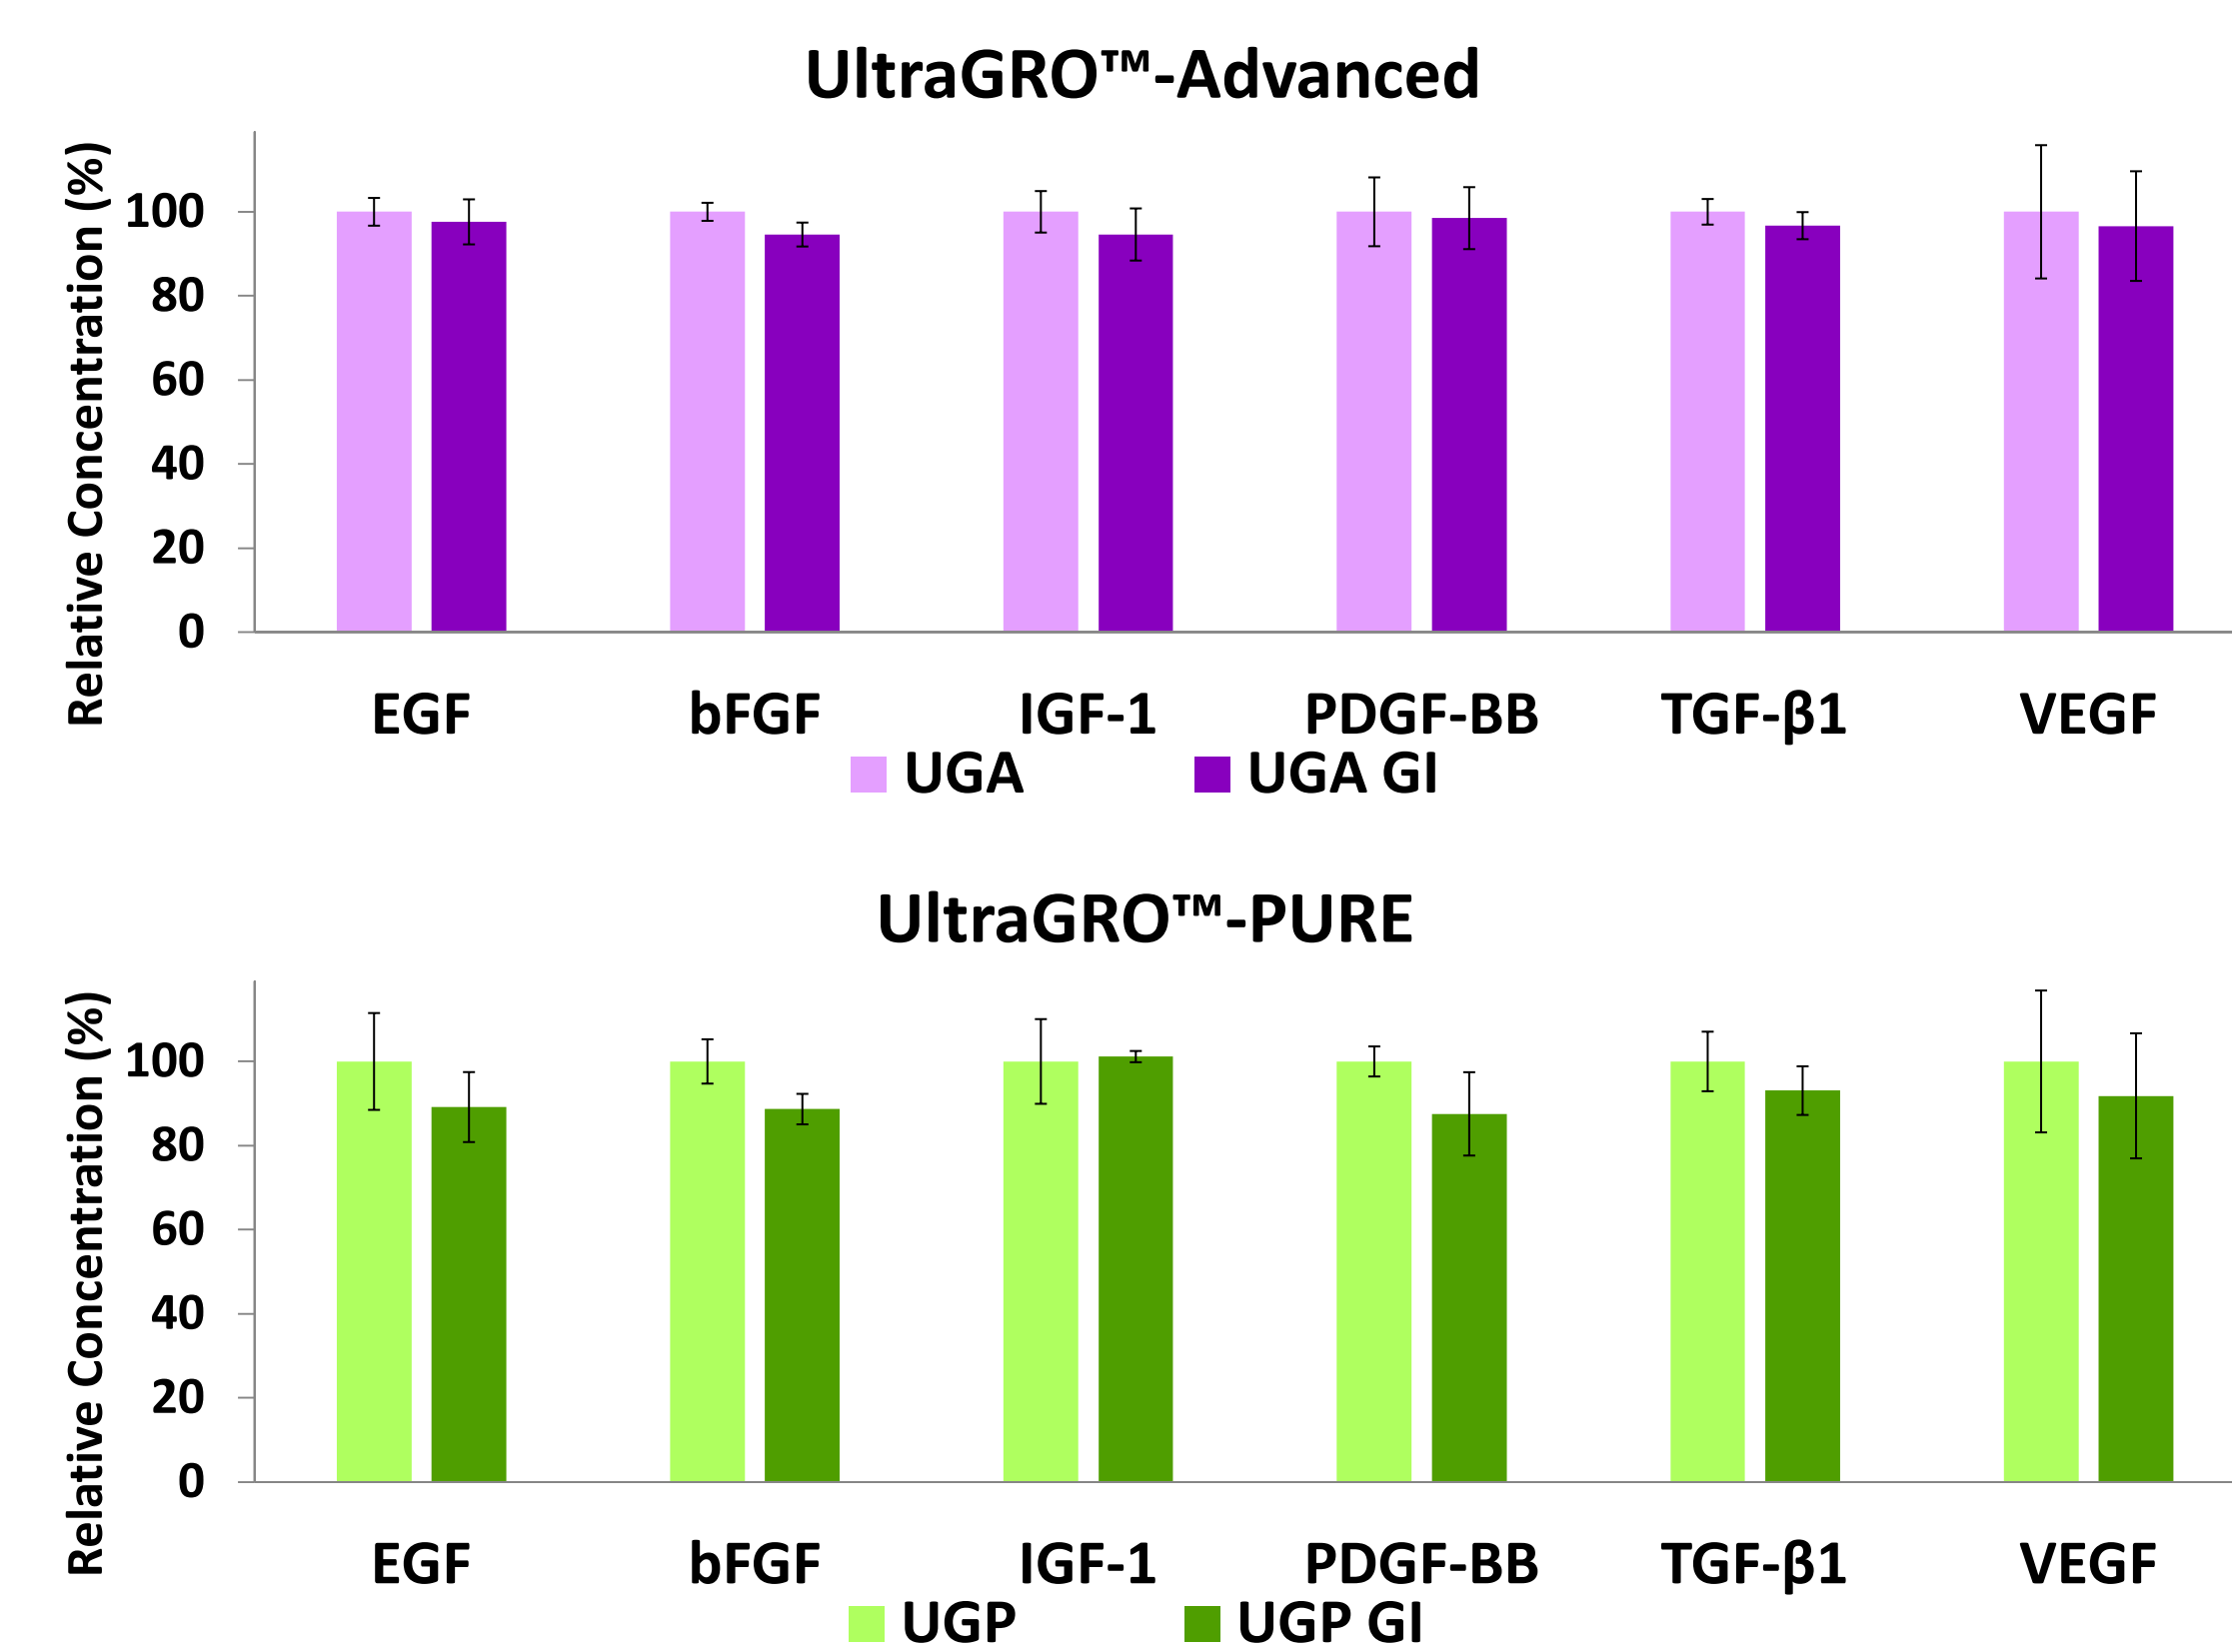 UltraGRO™-Advanced
Relative Concentration (%)
100
80
60
40
20
0
EGF bFGF IGF-1 PDGF-BB TGF-β1 VEGF
UGA UGA GI
UltraGRO™-PURE
Relative Concentration (%)
100
80
60
40
20
0
EGF bFGF IGF-1 PDGF-BB TGF-β1 VEGF
UGP UGP GI